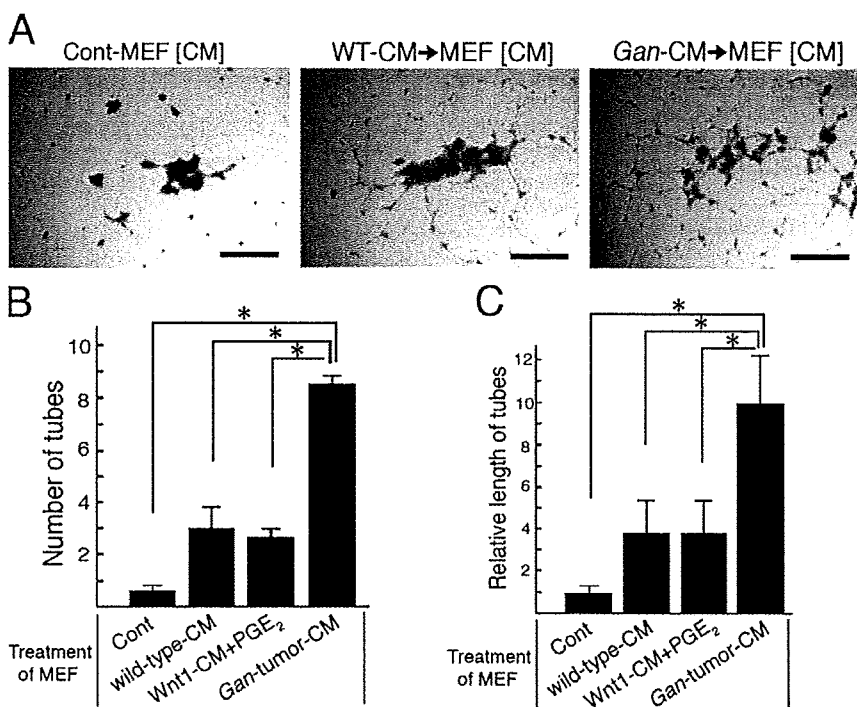 A
Cont-MEF [CM]
WT-CM→MEF [CM]
Gan-CM→MEF [CM]
B
*
*
*
Number of tubes
10
8
6
4
2
Cont
wild-type-CM
Wnt1-CM+PGE₂
Gan-tumor-CM
Treatment
of MEF
C
*
*
*
Relative length of tubes
12
10
8
6
4
2
Cont
wild-type-CM
Wnt1-CM+PGE₂
Gan-tumor-CM
Treatment
of MEF